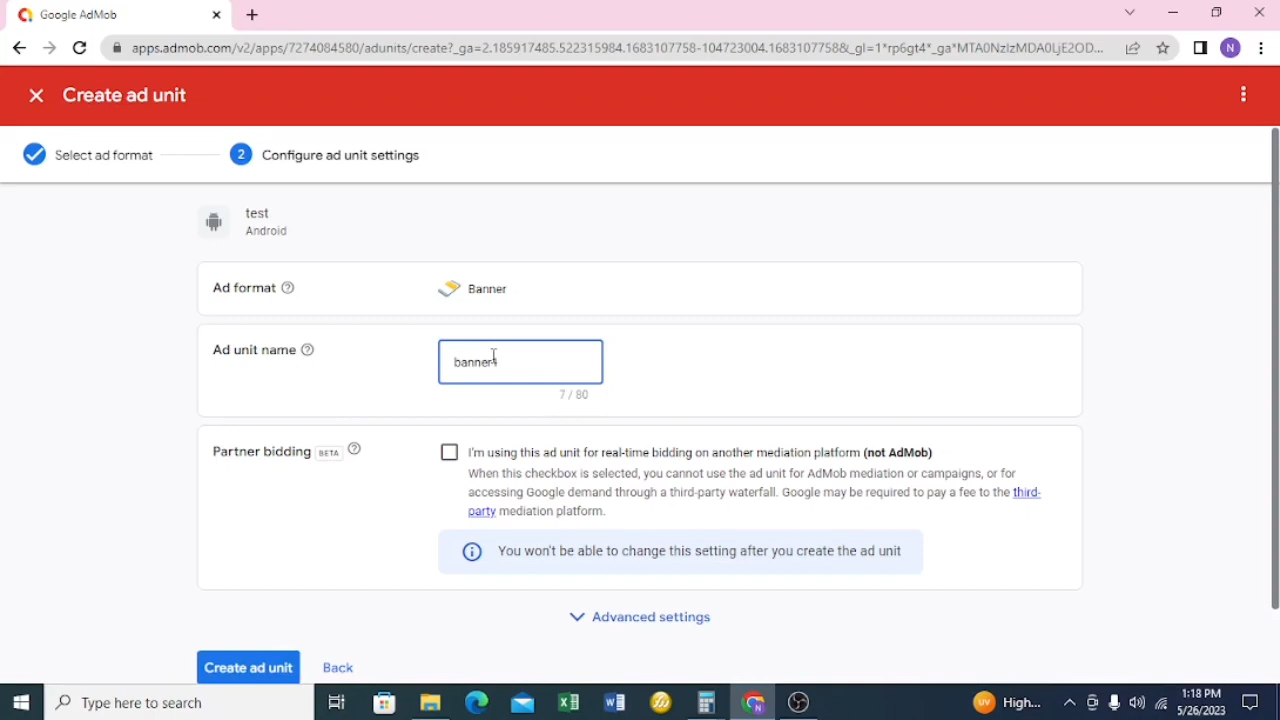 Google AdMob
apps.admob.com/v2/apps/7274084580/adunits/create?_ga=2.185917485.522315984.1683107758-104723004.1683107758&_gl=1*rp6gt4*_ga*MTA0NzIzMDA0LjE2OD...
N
Create ad unit
Select ad format
2
Configure ad unit settings
test
Android
Ad format
Banner
Ad unit name
banner
7 / 80
Partner bidding BETA
I'm using this ad unit for real-time bidding on another mediation platform (not AdMob)
When this checkbox is selected, you cannot use the ad unit for AdMob mediation or campaigns, or for
accessing Google demand through a third-party waterfall. Google may be required to pay a fee to the third-
party mediation platform.
You won't be able to change this setting after you create the ad unit
Advanced settings
Create ad unit
Back
Type here to search
UV
High...
1:18 PM
5/26/2023